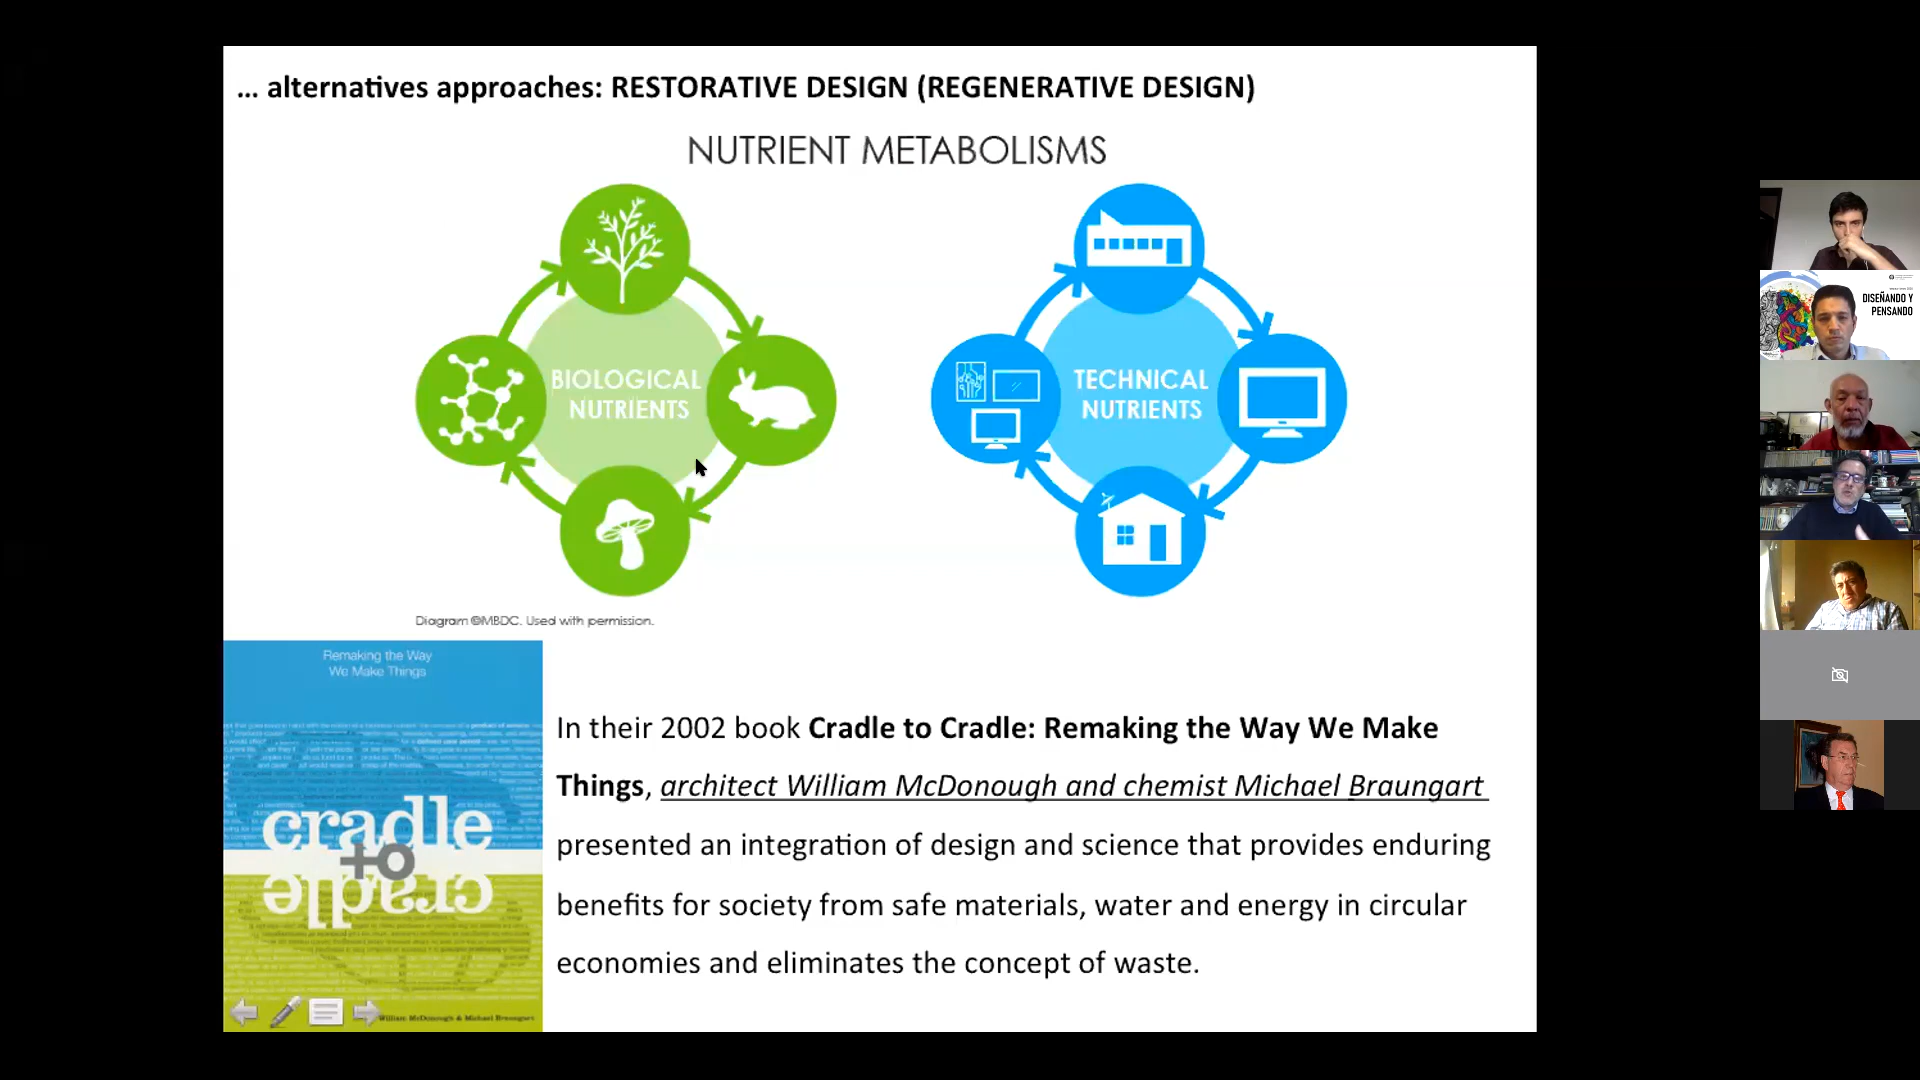 ... alternatives approaches: RESTORATIVE DESIGN (REGENERATIVE DESIGN)
NUTRIENT METABOLISMS
BIOLOGICAL
NUTRIENTS
TECHNICAL
NUTRIENTS
Diagram ©MBDC. Used with permission.
Remaking the Way
We Make Things
cradle
to
cradle
William McDonough & Michael Braungart
In their 2002 book Cradle to Cradle: Remaking the Way We Make
Things, architect William McDonough and chemist Michael Braungart
presented an integration of design and science that provides enduring
benefits for society from safe materials, water and energy in circular
economies and eliminates the concept of waste.
DISEÑANDO Y
PENSANDO